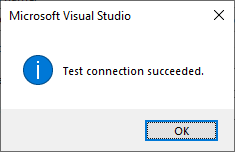 Microsoft Visual Studio
Test connection succeeded.
OK